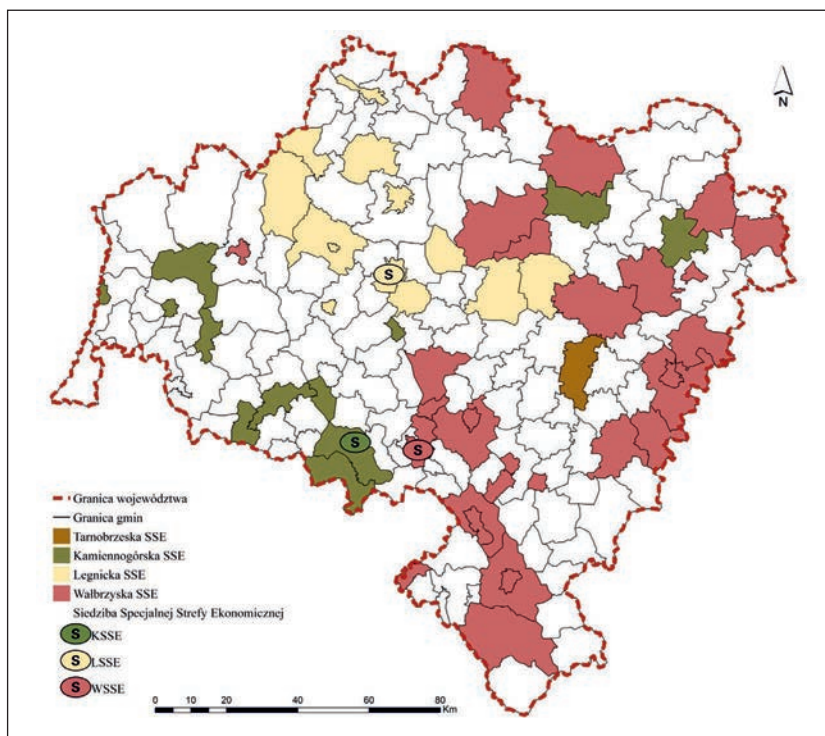 N
S
S
S
Granica województwa
Granica gmin
Tarnobrzeska SSE
Kamiennogórska SSE
Legnicka SSE
Wałbrzyska SSE
Siedziba Specjalnej Strefy Ekonomicznej
S KSSE
S LSSE
S WSSE
0 10 20 40 60 80
Km